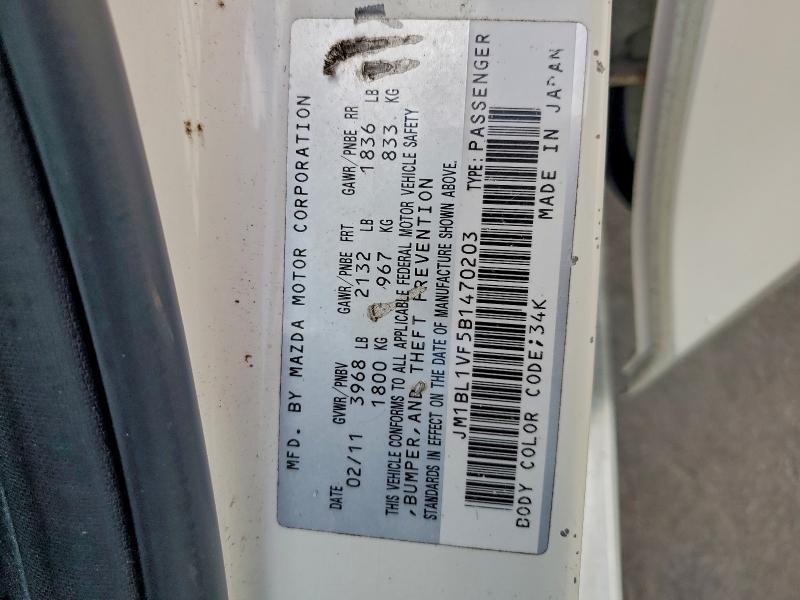 MFD. BY MAZDA MOTOR CORPORATION
DATE GVWR/PNBV GAWR/PNBE FRT GAWR/PNBE RR
02/11 3968 LB 2132 LB 1836 LB
1800 KG 967 KG 833 KG
THIS VEHICLE CONFORMS TO ALL APPLICABLE FEDERAL MOTOR VEHICLE SAFETY
,BUMPER,AND THEFT PREVENTION
STANDARDS IN EFFECT ON THE DATE OF MANUFACTURE SHOWN ABOVE.
JM1BL1VF5B1470203 TYPE:PASSENGER
BODY COLOR CODE;34K MADE IN JAPAN